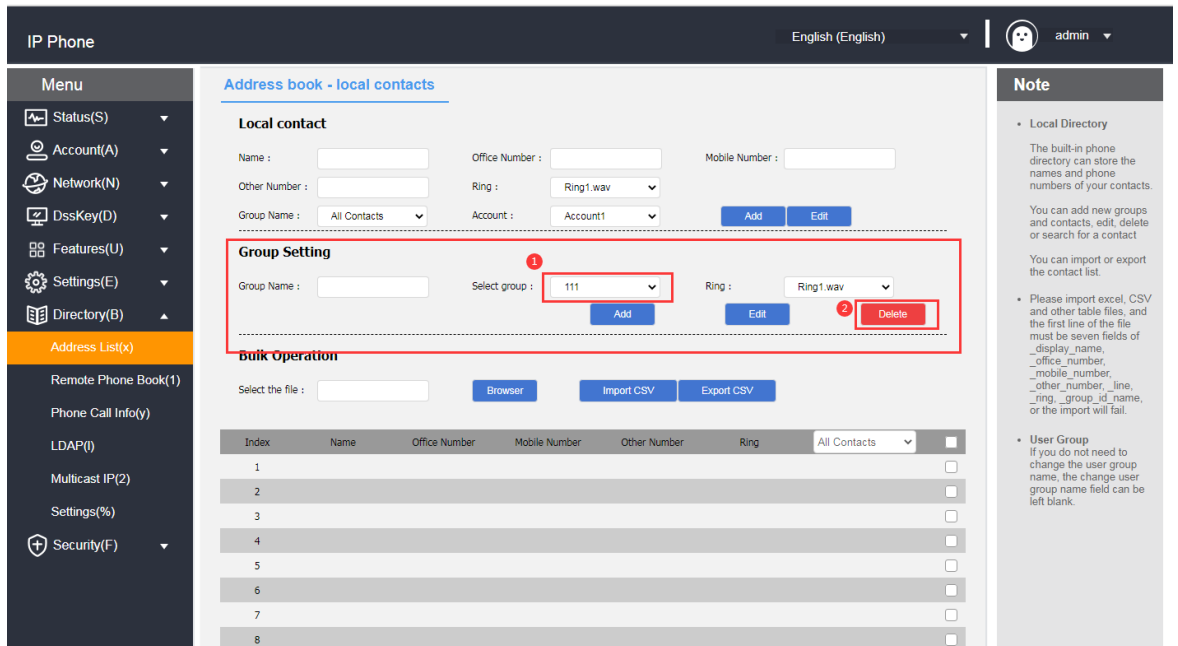 IP Phone
English (English)
admin
Menu
Status(S)
Account(A)
Network(N)
DssKey(D)
Features(U)
Settings(E)
Directory(B)
Address List(x)
Remote Phone Book(1)
Phone Call Info(y)
LDAP(l)
Multicast IP(2)
Settings(%)
Security(F)
Address book - local contacts
Local contact
Name :
Office Number :
Mobile Number :
Other Number :
Ring : Ring1.wav
Group Name : All Contacts
Account : Account1
Add
Edit
Group Setting
1
Group Name :
Select group : 111
Ring : Ring1.wav
Add
Edit
2
Delete
Bulk Operation
Select the file :
Browser
Import CSV
Export CSV
Index Name Office Number Mobile Number Other Number Ring All Contacts
1
2
3
4
5
6
7
8
Note
• Local Directory
The built-in phone
directory can store the
names and phone
numbers of your contacts.
You can add new groups
and contacts, edit, delete
or search for a contact
You can import or export
the contact list.
• Please import excel, CSV
and other table files, and
the first line of the file
must be seven fields of
_display_name,
_office_number,
_mobile_number,
_other_number, _line,
_ring, _group_id_name,
or the import will fail.
• User Group
If you do not need to
change the user group
name, the change user
group name field can be
left blank.